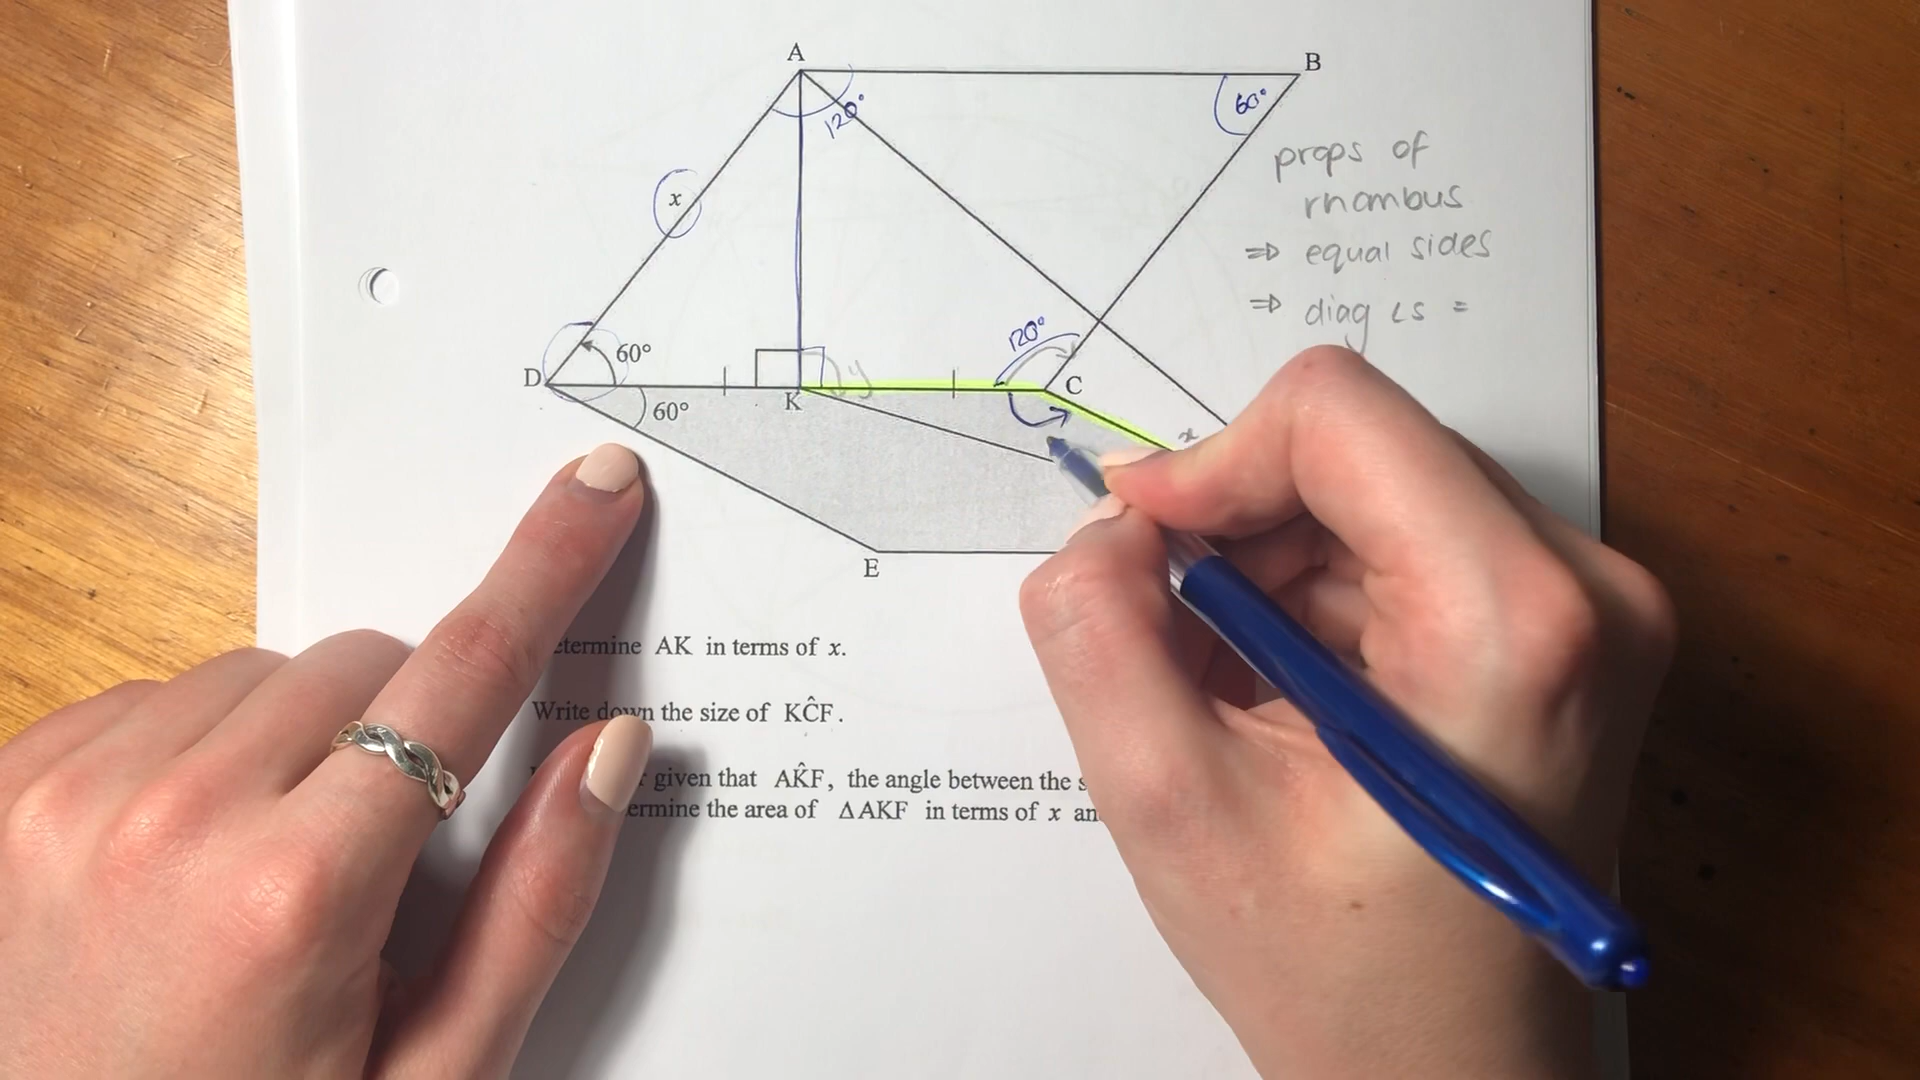 A
B
120°
60°
props of
rhombus
x
⇒ equal sides
⇒ diag ∠s =
120°
60°
y
D
K
C
60°
x
E
etermine AK in terms of x.
Write down the size of KĈF.
given that AK̂F, the angle between the s
ermine the area of ΔAKF in terms of x an